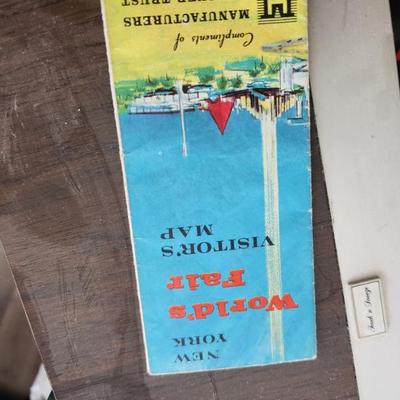 NEW
YORK
World's
Fair
VISITOR'S
MAP
Compliments of
MANUFACTURERS
TRUST